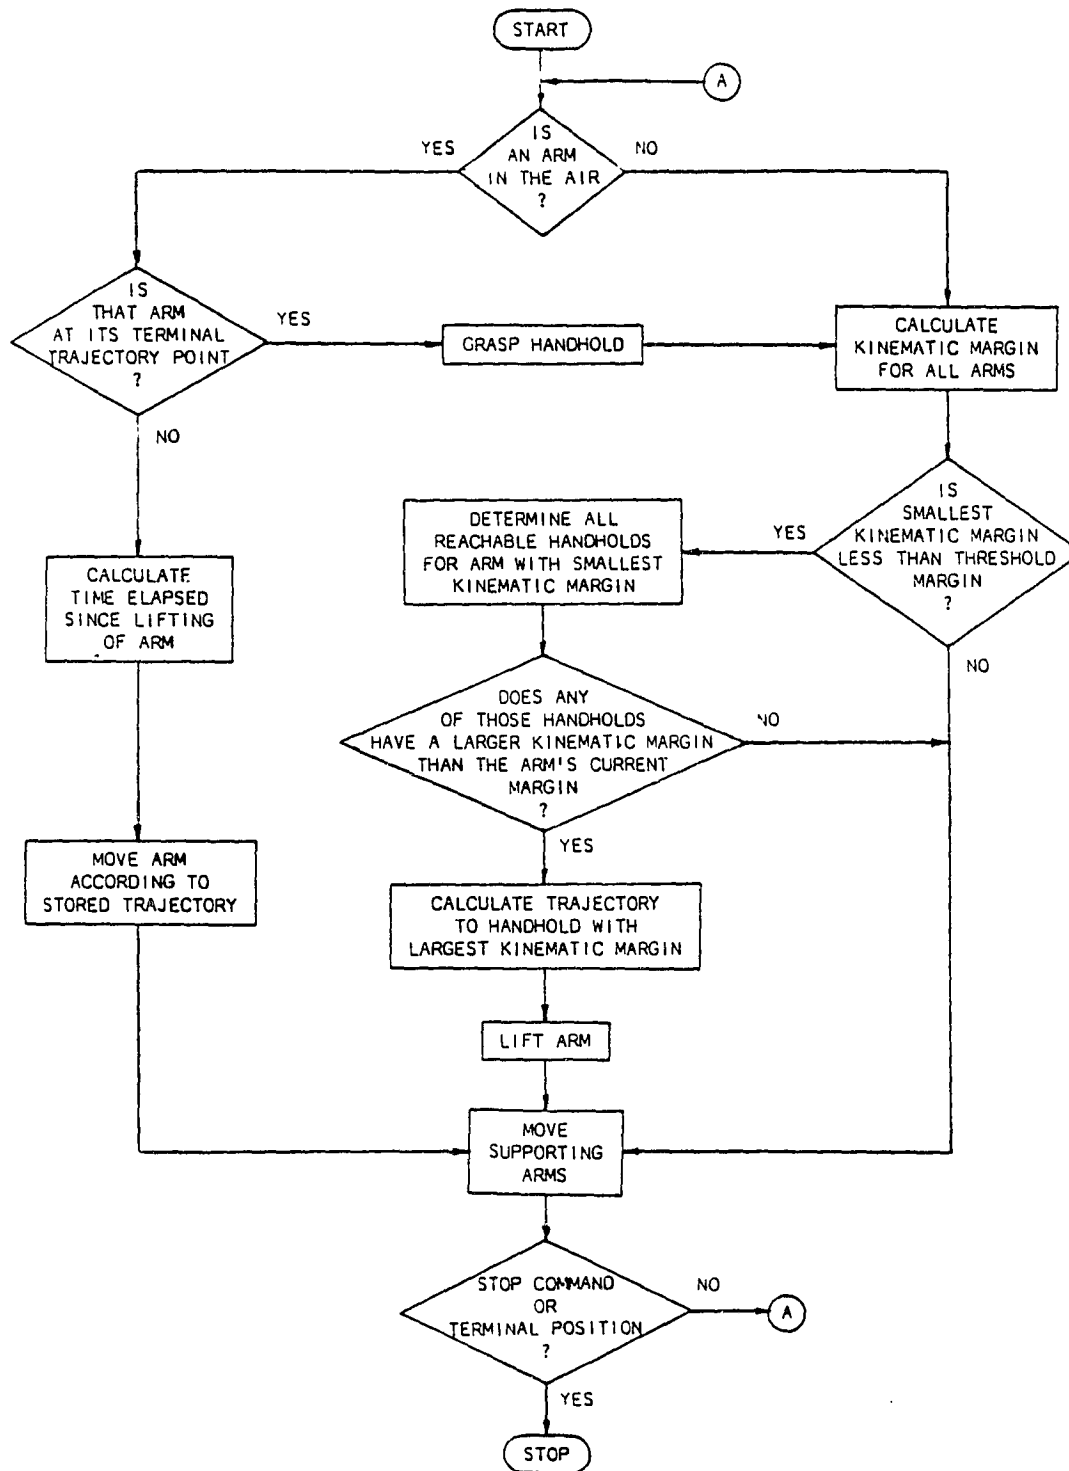 START
A
IS
AN ARM
IN THE AIR
?
YES
NO
IS
THAT ARM
AT ITS TERMINAL
TRAJECTORY POINT
?
YES
GRASP HANDHOLD
CALCULATE
KINEMATIC MARGIN
FOR ALL ARMS
NO
IS
SMALLEST
KINEMATIC MARGIN
LESS THAN THRESHOLD
MARGIN
?
YES
DETERMINE ALL
REACHABLE HANDHOLDS
FOR ARM WITH SMALLEST
KINEMATIC MARGIN
CALCULATE
TIME ELAPSED
SINCE LIFTING
OF ARM
NO
DOES ANY
OF THOSE HANDHOLDS
HAVE A LARGER KINEMATIC MARGIN
THAN THE ARM'S CURRENT
MARGIN
?
NO
YES
MOVE ARM
ACCORDING TO
STORED TRAJECTORY
CALCULATE TRAJECTORY
TO HANDHOLD WITH
LARGEST KINEMATIC MARGIN
LIFT ARM
MOVE
SUPPORTING
ARMS
STOP COMMAND
OR
TERMINAL POSITION
?
NO
A
YES
STOP